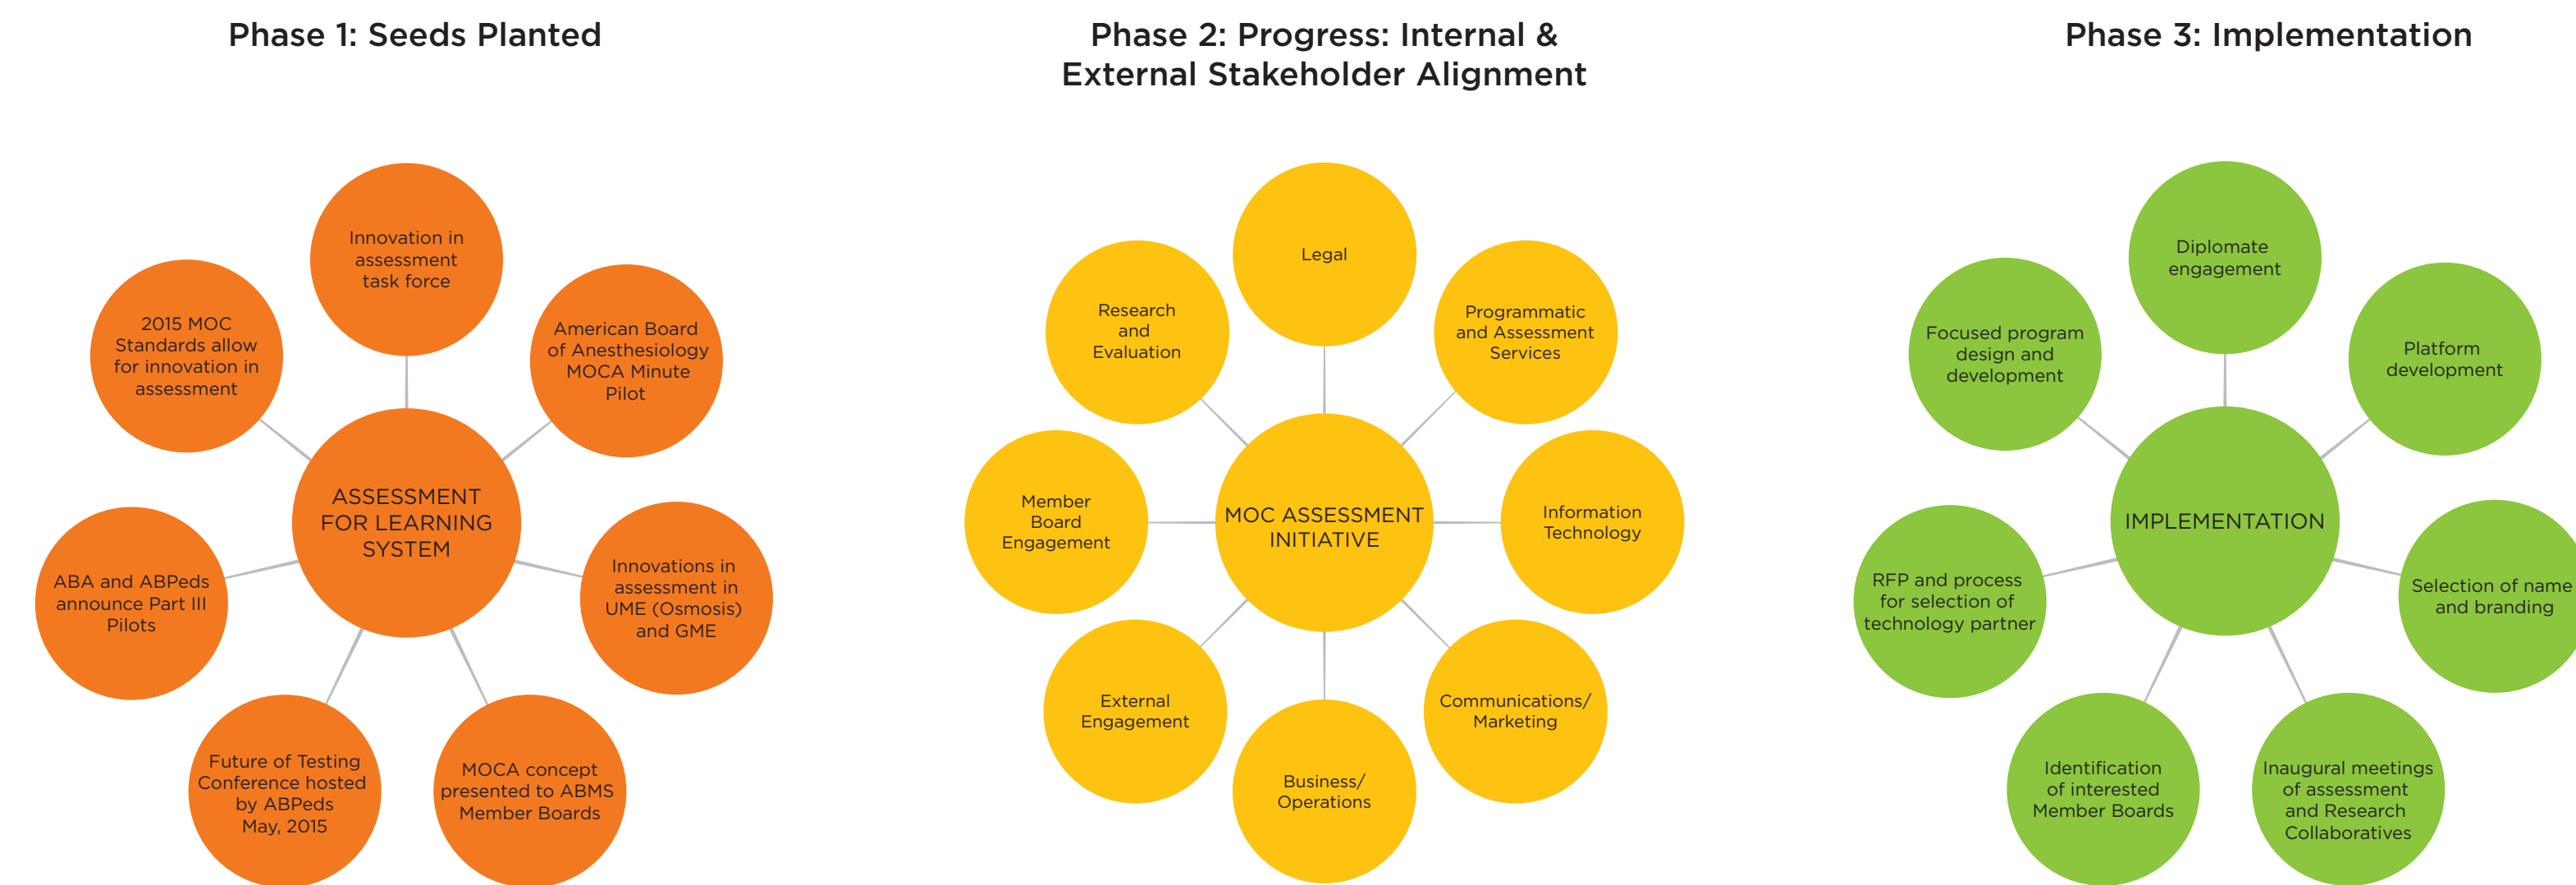 Phase 1: Seeds Planted
Innovation in
assessment
task force
American Board
of Anesthesiology
MOCA Minute
Pilot
Innovations in
assessment in
UME (Osmosis)
and GME
MOCA concept
presented to ABMS
Member Boards
Future of Testing
Conference hosted
by ABPeds
May, 2015
ABA and ABPeds
announce Part III
Pilots
2015 MOC
Standards allow
for innovation in
assessment
ASSESSMENT
FOR LEARNING
SYSTEM
Phase 2: Progress: Internal &
External Stakeholder Alignment
Legal
Programmatic
and Assessment
Services
Information
Technology
Communications/
Marketing
Business/
Operations
External
Engagement
Member
Board
Engagement
Research
and
Evaluation
MOC ASSESSMENT
INITIATIVE
Phase 3: Implementation
Diplomate
engagement
Platform
development
Selection of name
and branding
Inaugural meetings
of assessment
and Research
Collaboratives
Identification
of interested
Member Boards
RFP and process
for selection of
technology partner
Focused program
design and
development
IMPLEMENTATION